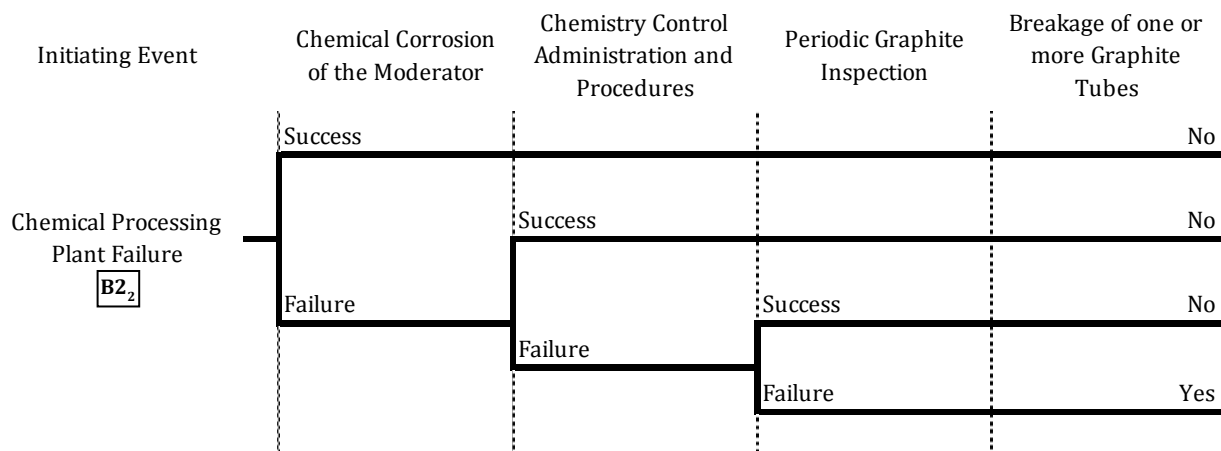 Initiating Event
Chemical Corrosion
of the Moderator
Chemistry Control
Administration and
Procedures
Periodic Graphite
Inspection
Breakage of one or
more Graphite
Tubes
Success
No
Chemical Processing
Plant Failure
B2₂
Success
No
Failure
Success
No
Failure
Failure
Yes